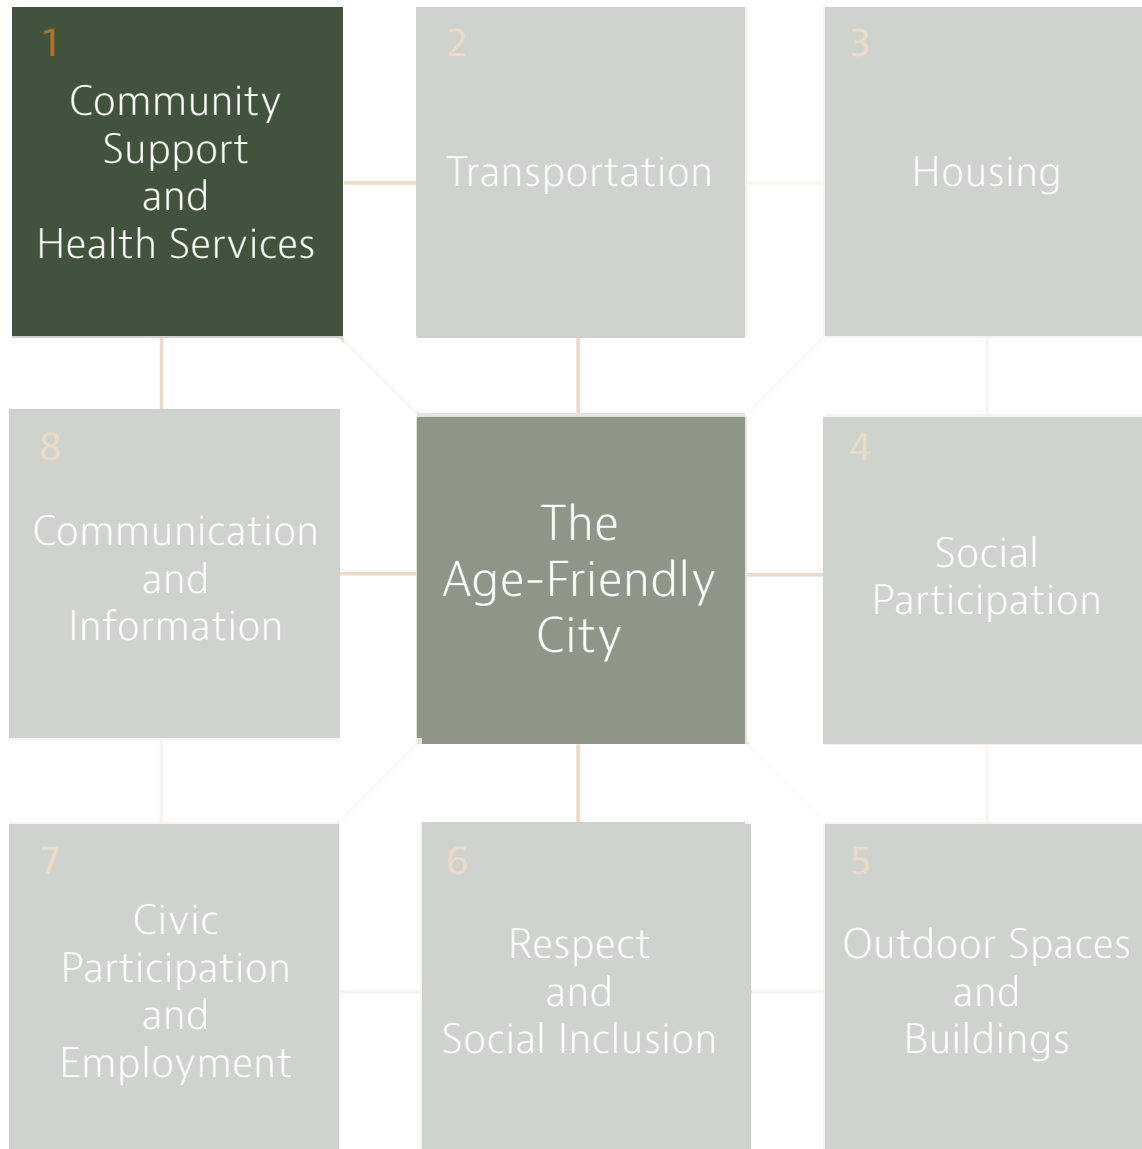 1
Community
Support
and
Health Services
2
Transportation
3
Housing
8
Communication
and
Information
The
Age-Friendly
City
4
Social
Participation
7
Civic
Participation
and
Employment
6
Respect
and
Social Inclusion
5
Outdoor Spaces
and
Buildings